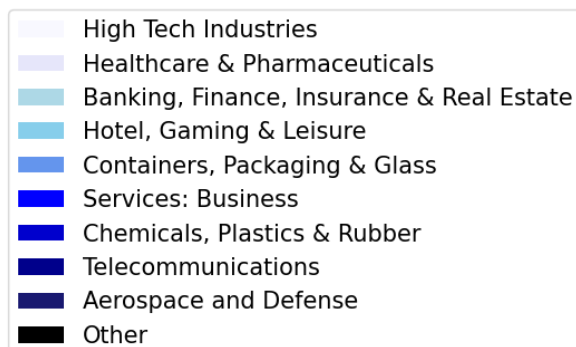 High Tech Industries
Healthcare & Pharmaceuticals
Banking, Finance, Insurance & Real Estate
Hotel, Gaming & Leisure
Containers, Packaging & Glass
Services: Business
Chemicals, Plastics & Rubber
Telecommunications
Aerospace and Defense
Other